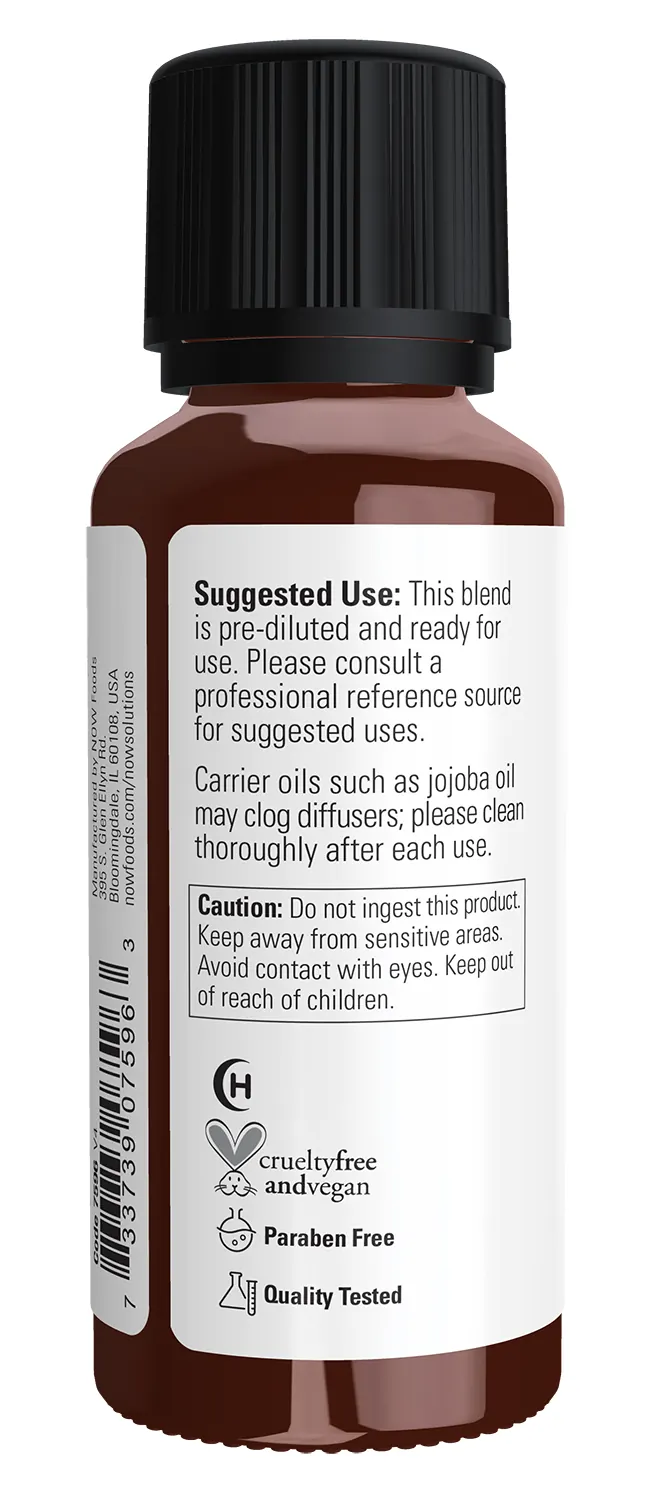 Suggested Use: This blend
is pre-diluted and ready for
use. Please consult a
professional reference source
for suggested uses.
Carrier oils such as jojoba oil
may clog diffusers; please clean
thoroughly after each use.
Caution: Do not ingest this product.
Keep away from sensitive areas.
Avoid contact with eyes. Keep out
of reach of children.
H
crueltyfree
andvegan
Paraben Free
Quality Tested
Manufactured by NOW Foods
395 S. Glen Ellyn Rd.
Bloomingdale, IL 60108, USA
nowfoods.com/nowsolutions
Code 7596 V4
7 33739 07596 3